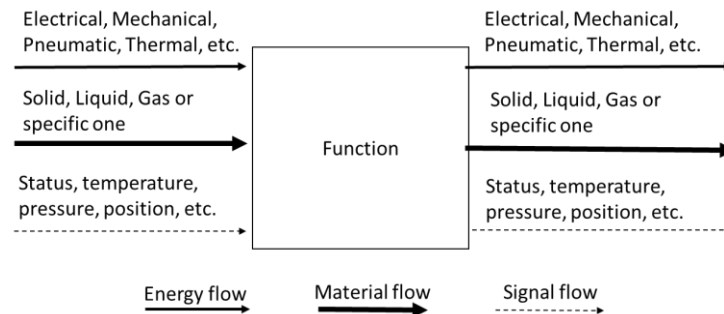 Electrical, Mechanical,
Pneumatic, Thermal, etc.
Solid, Liquid, Gas or
specific one
Status, temperature,
pressure, position, etc.
Function
Electrical, Mechanical,
Pneumatic, Thermal, etc.
Solid, Liquid, Gas or
specific one
Status, temperature,
pressure, position, etc.
Energy flow
Material flow
Signal flow